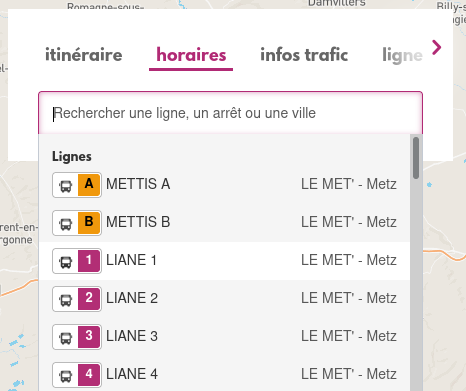 Romagne-sous-
Damvillers
Billy-s
itinéraire horaires infos trafic ligne
Rechercher une ligne, un arrêt ou une ville
Lignes
A METTIS A LE MET' - Metz
B METTIS B LE MET' - Metz
1 LIANE 1 LE MET' - Metz
rent-en-
rgonne
2 LIANE 2 LE MET' - Metz
3 LIANE 3 LE MET' - Metz
4 LIANE 4 LE MET' - Metz